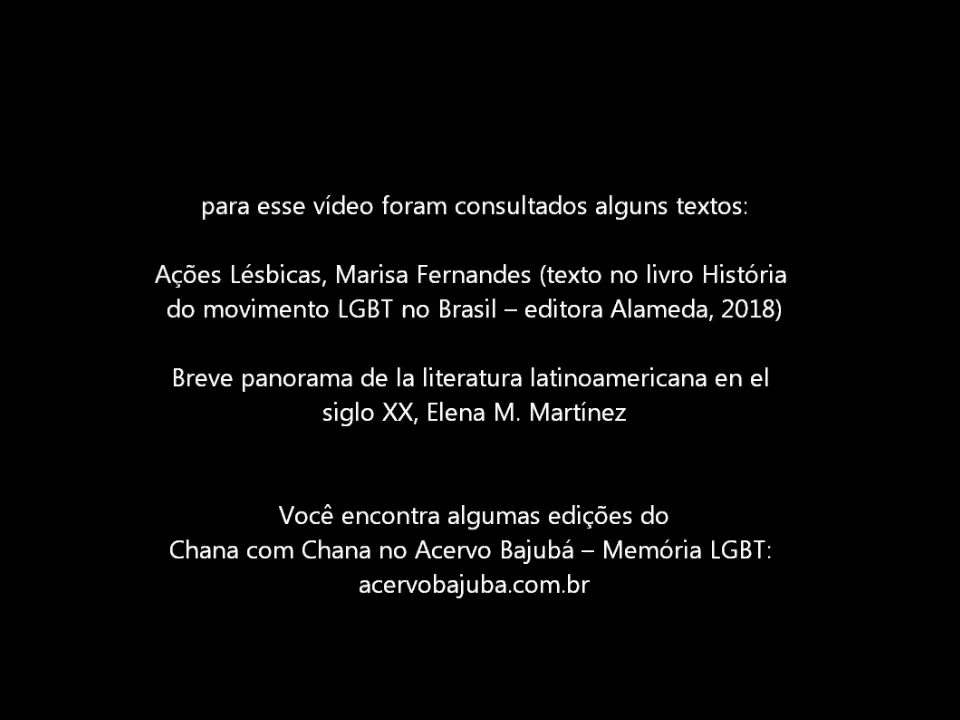 para esse vídeo foram consultados alguns textos:
Ações Lésbicas, Marisa Fernandes (texto no livro História
do movimento LGBT no Brasil – editora Alameda, 2018)
Breve panorama de la literatura latinoamericana en el
siglo XX, Elena M. Martínez
Você encontra algumas edições do
Chana com Chana no Acervo Bajubá – Memória LGBT:
acervobajuba.com.br